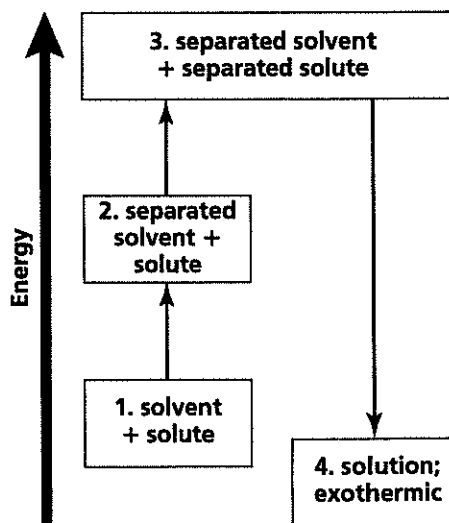 3. separated solvent
+ separated solute
2. separated
solvent +
solute
1. solvent
+ solute
4. solution;
exothermic
Energy